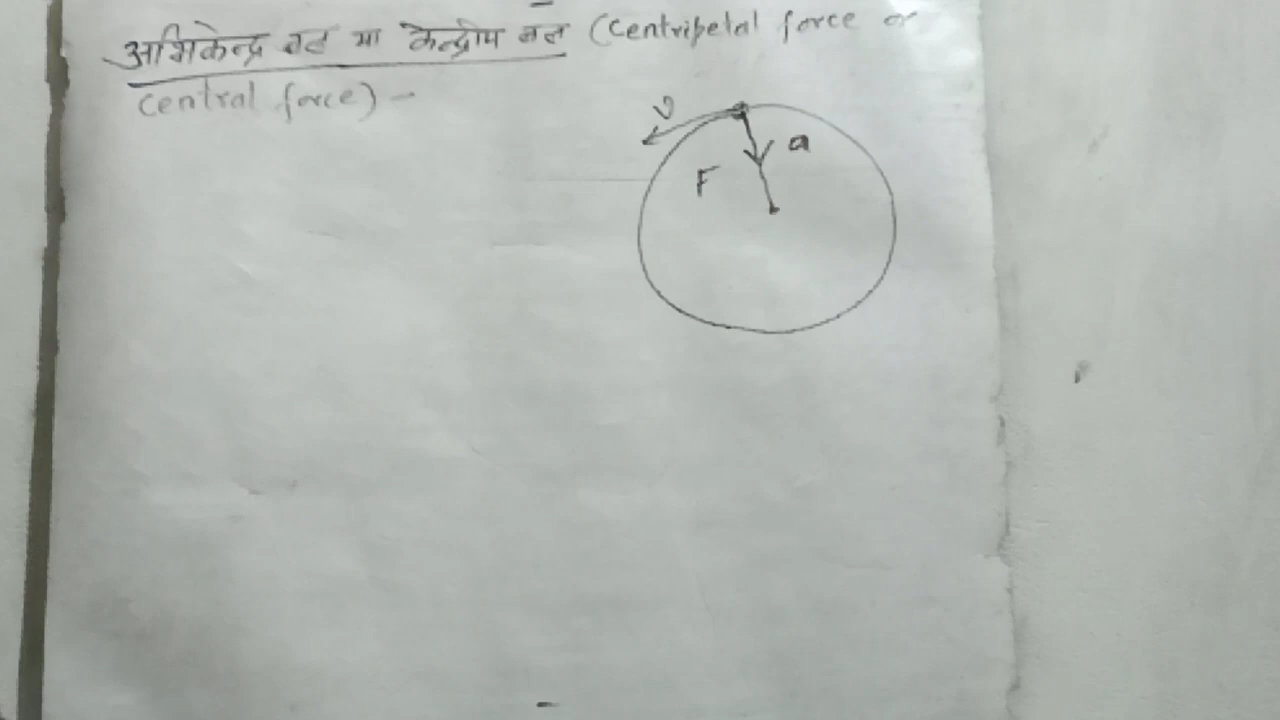 अभिकेन्द्र बल या केन्द्रीय बल (Centripetal force or
Central force) -
v
a
F